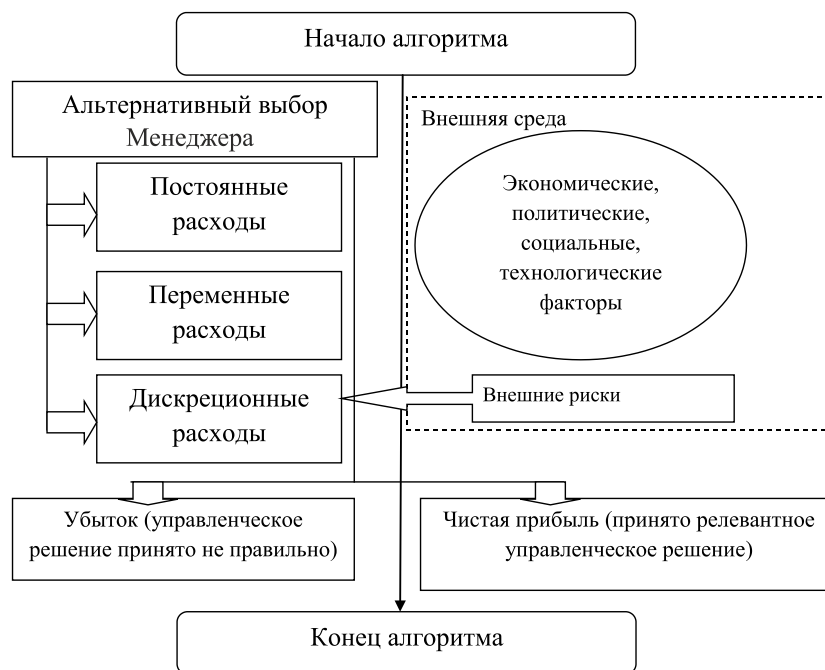 Начало алгоритма
Альтернативный выбор
Менеджера
Внешняя среда
Постоянные
расходы
Экономические,
политические,
социальные,
технологические
факторы
Переменные
расходы
Дискреционные
расходы
Внешние риски
Убыток (управленческое
решение принято не правильно)
Чистая прибыль (принято релевантное
управленческое решение)
Конец алгоритма